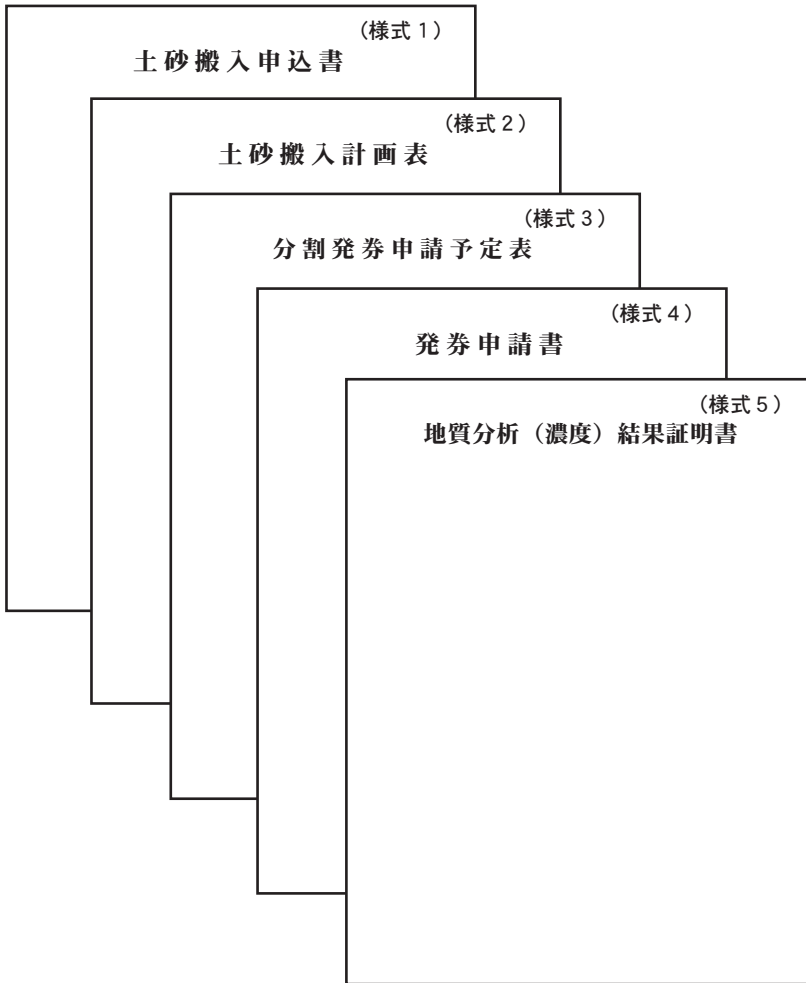 (様式1)
土砂搬入申込書
(様式2)
土砂搬入計画表
(様式3)
分割発券申請予定表
(様式4)
発券申請書
(様式5)
地質分析（濃度）結果証明書